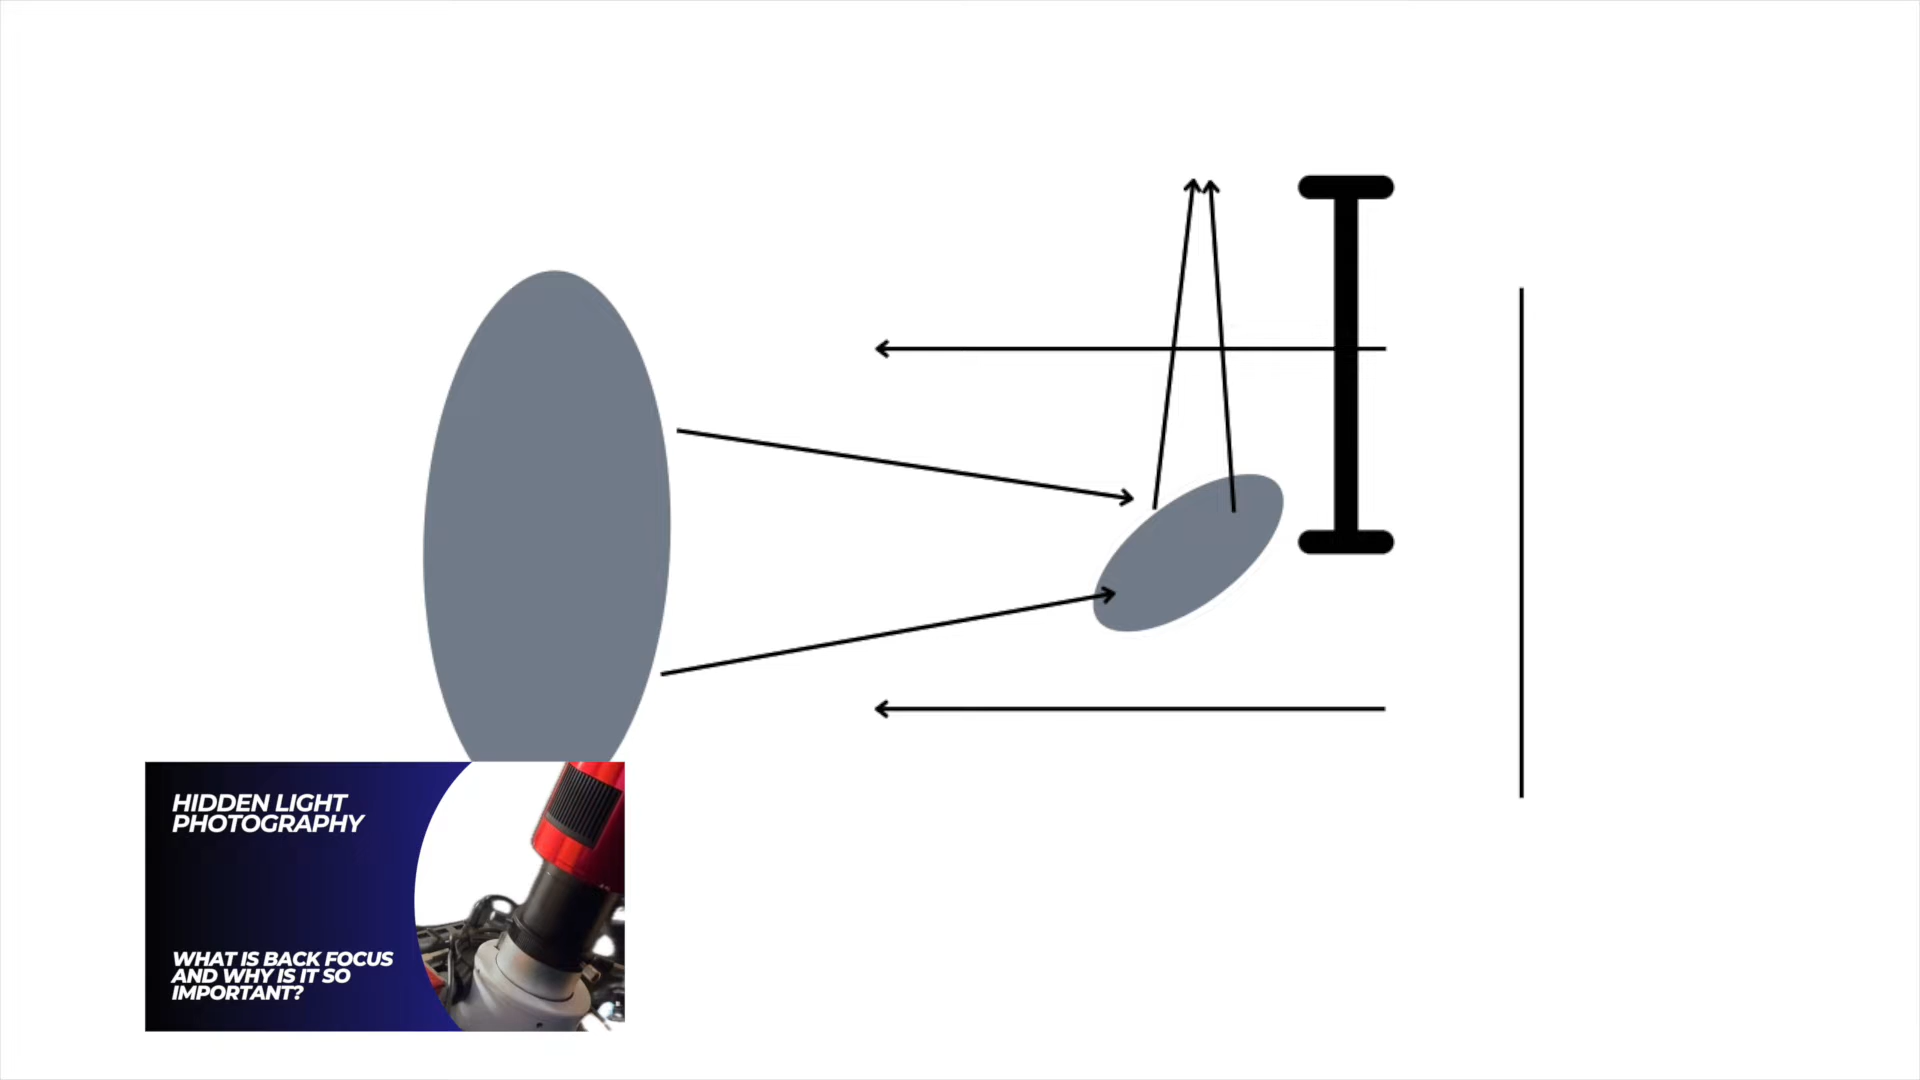 HIDDEN LIGHT
PHOTOGRAPHY
WHAT IS BACK FOCUS
AND WHY IS IT SO
IMPORTANT?